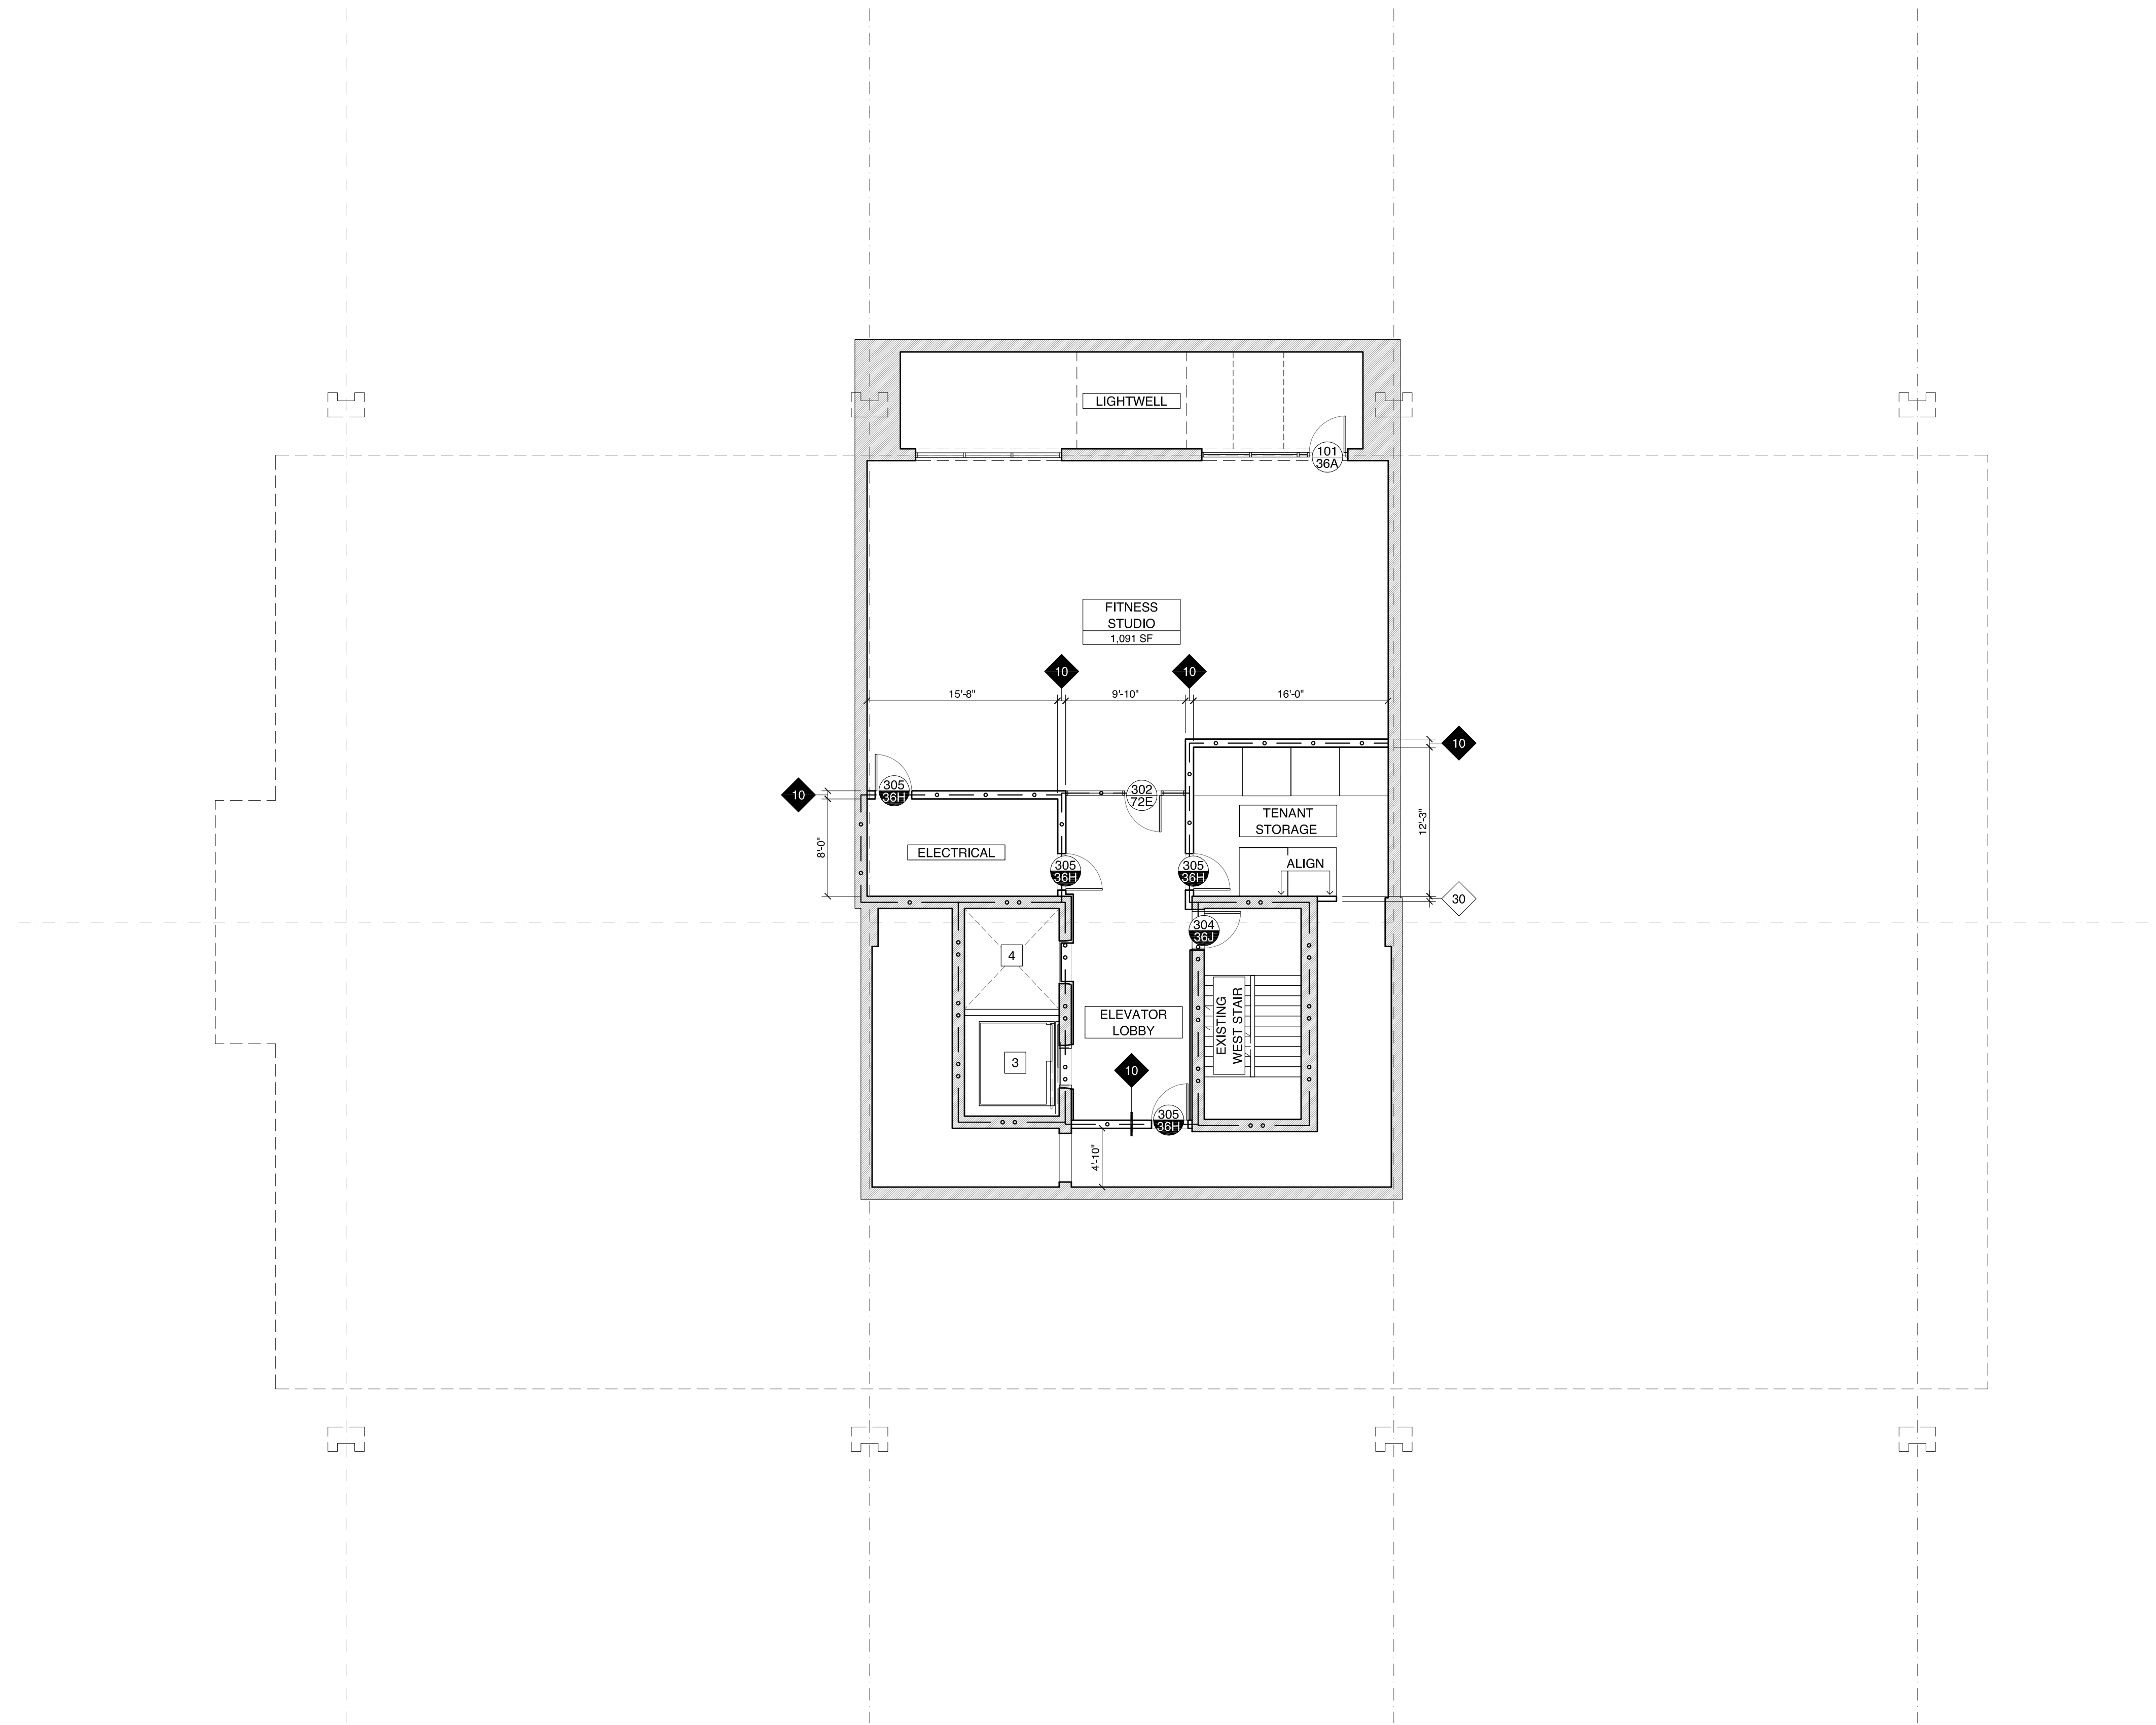 LIGHTWELL
101
36A
FITNESS
STUDIO
1,091 SF
10
10
15'-8"
9'-10"
16'-0"
10
305
36H
10
302
72E
TENANT
STORAGE
12'-3"
8'-0"
ELECTRICAL
305
36H
305
36H
ALIGN
30
304
36J
4
ELEVATOR
LOBBY
EXISTING
WEST STAIR
3
10
305
36H
4'-10"